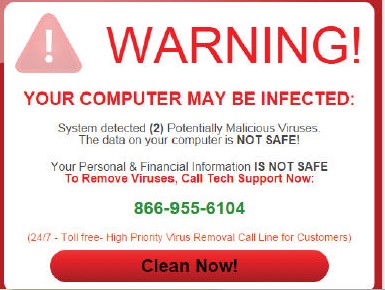 !
WARNING!
YOUR COMPUTER MAY BE INFECTED:
System detected (2) Potentially Malicious Viruses.
The data on your computer is NOT SAFE!
Your Personal & Financial Information IS NOT SAFE
To Remove Viruses, Call Tech Support Now:
866-955-6104
(24/7 - Toll free- High Priority Virus Removal Call Line for Customers)
Clean Now!